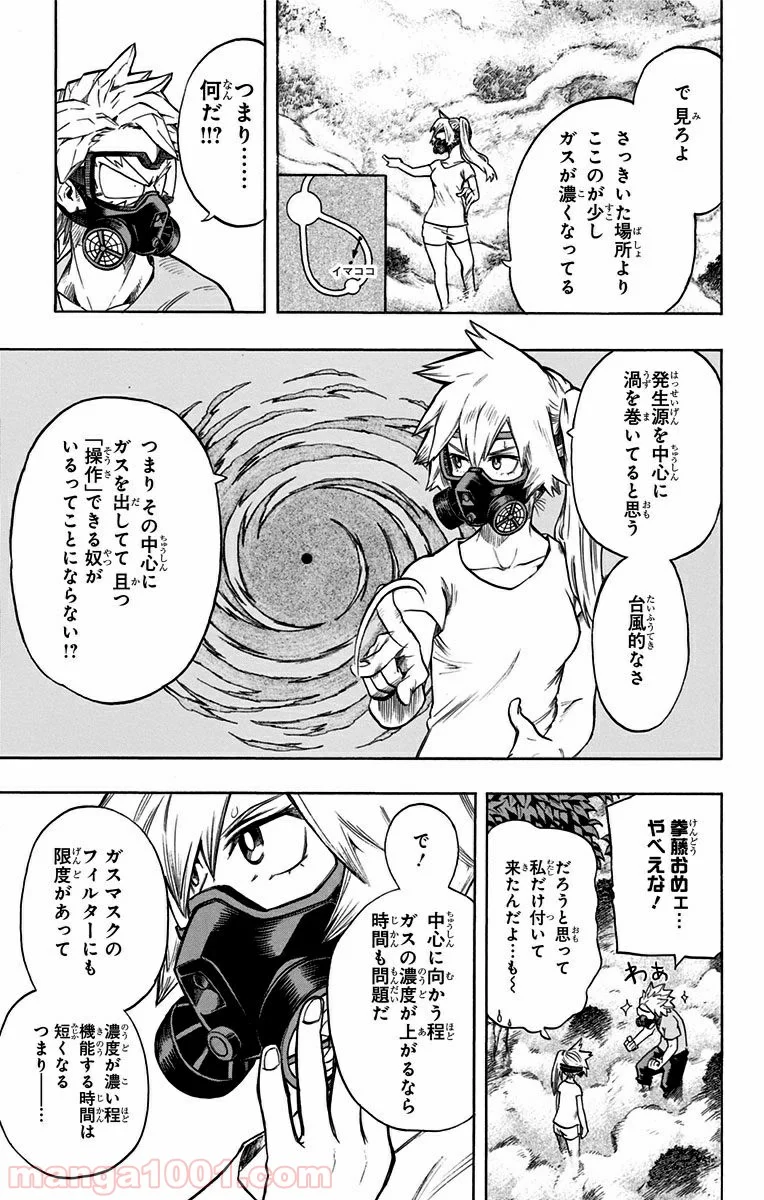 で見ろよ
さっきいた場所より
ここのが少し
ガスが濃くなってる
イマココ
つまり……
何だ!!!?
発生源を中心に
渦を巻いてると思う
台風的なさ
つまりその中心に
ガスを出してて 且つ
「操作」できる奴が
いるってことにならない!?
拳藤おめェ…
やべえな!
わぁ
だろうと思って
私だけ付いて
来たんだよ…も〜
で!
中心に向かう程
ガスの濃度が上がるなら
時間も問題だ
ガスマスクの
フィルターにも
限度があって
濃度が濃い程
機能する時間は
短くなる
つまり――…
manga1001.com